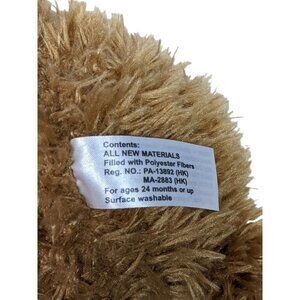 Contents:
ALL NEW MATERIALS
Filled with Polyester Fibers
Reg. NO.: PA-13892 (HK)
MA-2883 (HK)
For ages 24 months or up
Surface washable